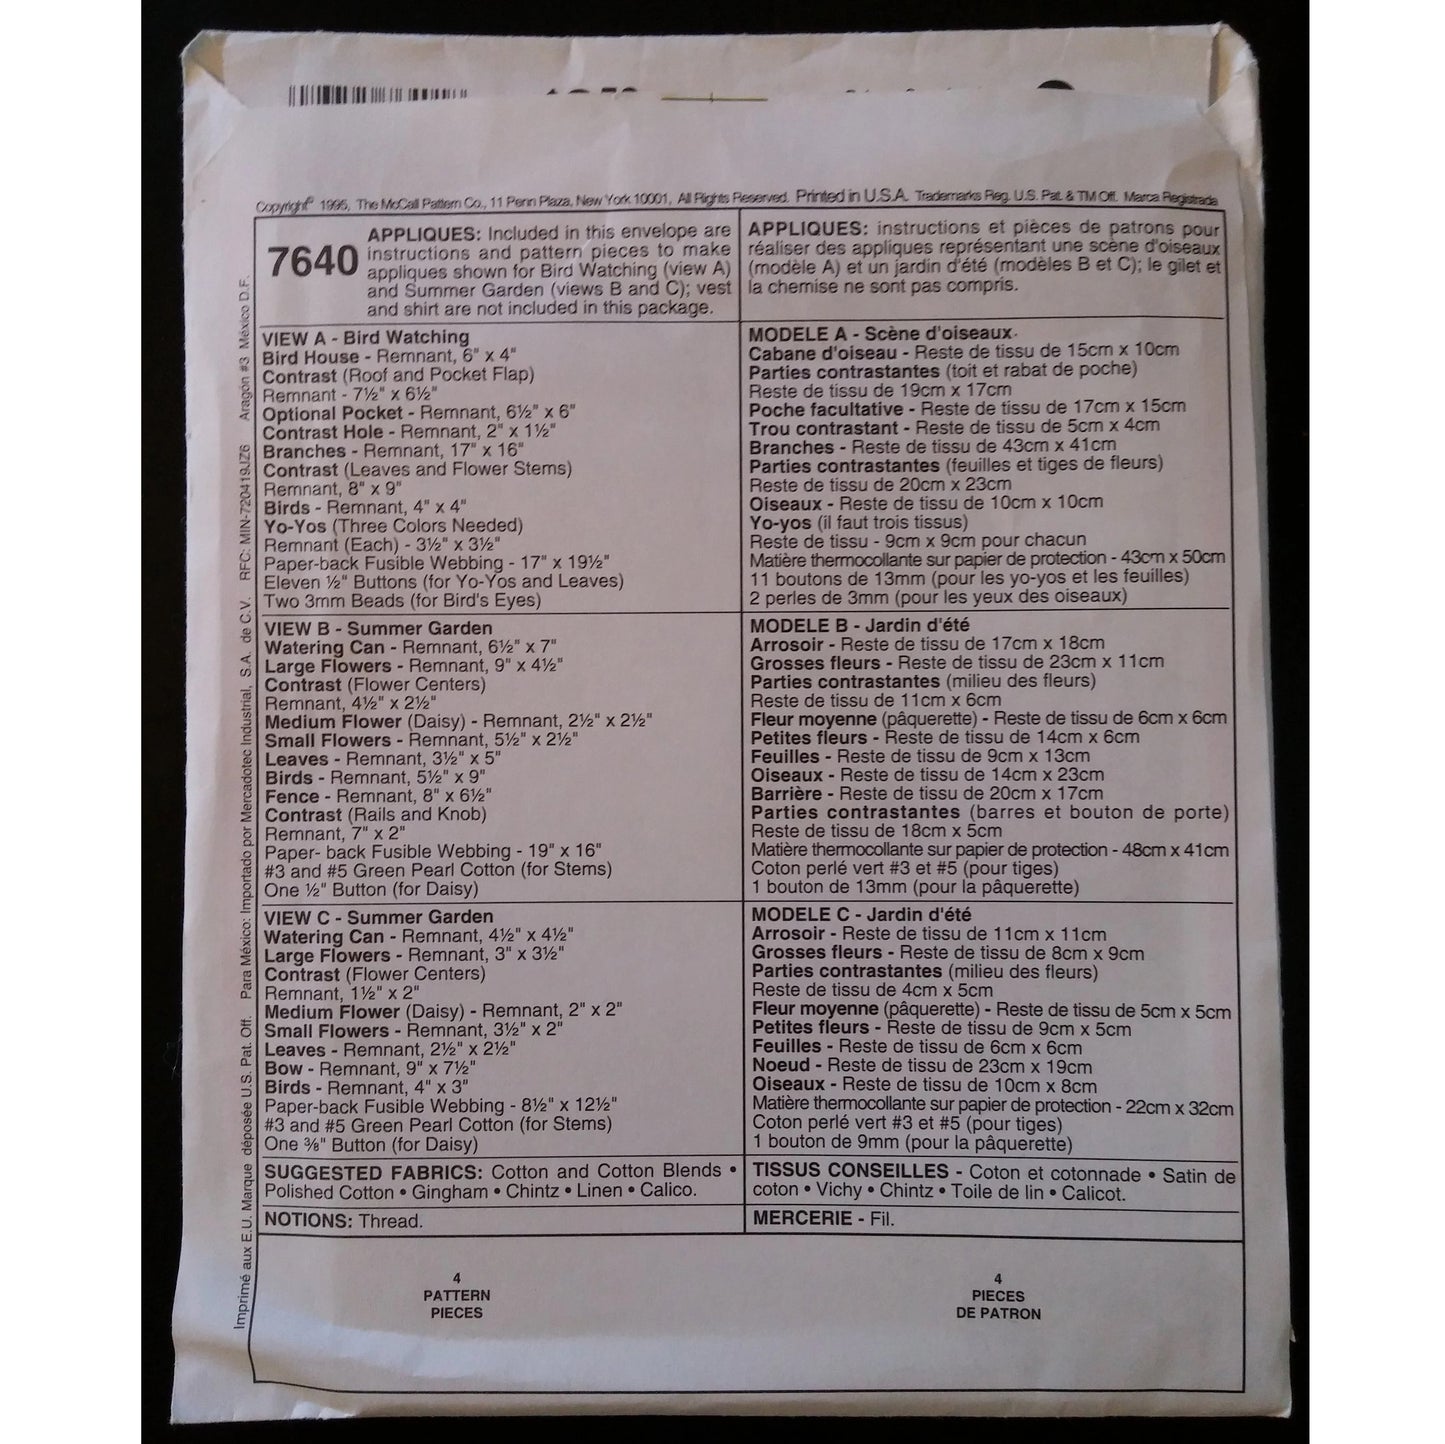 Copyright© 1995, The McCall Pattern Co., 11 Penn Plaza, New York 10001, All Rights Reserved. Printed in U.S.A. Trademarks Reg. U.S. Pat. & TM Off. Marca Registrada
7640
APPLIQUES: Included in this envelope are
instructions and pattern pieces to make
appliques shown for Bird Watching (view A)
and Summer Garden (views B and C); vest
and shirt are not included in this package.
APPLIQUES: instructions et pièces de patrons pour
réaliser des appliques représentant une scène d'oiseaux
(modèle A) et un jardin d'été (modèles B et C); le gilet et
la chemise ne sont pas compris.
VIEW A - Bird Watching
Bird House - Remnant, 6" x 4"
Contrast (Roof and Pocket Flap)
Remnant - 7½" x 6½"
Optional Pocket - Remnant, 6½" x 6"
Contrast Hole - Remnant, 2" x 1½"
Branches - Remnant, 17" x 16"
Contrast (Leaves and Flower Stems)
Remnant, 8" x 9"
Birds - Remnant, 4" x 4"
Yo-Yos (Three Colors Needed)
Remnant (Each) - 3½" x 3½"
Paper-back Fusible Webbing - 17" x 19½"
Eleven ½" Buttons (for Yo-Yos and Leaves)
Two 3mm Beads (for Bird's Eyes)
MODELE A - Scène d'oiseaux
Cabane d'oiseau - Reste de tissu de 15cm x 10cm
Parties contrastantes (toit et rabat de poche)
Reste de tissu de 19cm x 17cm
Poche facultative - Reste de tissu de 17cm x 15cm
Trou contrastant - Reste de tissu de 5cm x 4cm
Branches - Reste de tissu de 43cm x 41cm
Parties contrastantes (feuilles et tiges de fleurs)
Reste de tissu de 20cm x 23cm
Oiseaux - Reste de tissu de 10cm x 10cm
Yo-yos (il faut trois tissus)
Reste de tissu - 9cm x 9cm pour chacun
Matière thermocollante sur papier de protection - 43cm x 50cm
11 boutons de 13mm (pour les yo-yos et les feuilles)
2 perles de 3mm (pour les yeux des oiseaux)
VIEW B - Summer Garden
Watering Can - Remnant, 6½" x 7"
Large Flowers - Remnant, 9" x 4½"
Contrast (Flower Centers)
Remnant, 4½" x 2½"
Medium Flower (Daisy) - Remnant, 2½" x 2½"
Small Flowers - Remnant, 5½" x 2½"
Leaves - Remnant, 3½" x 5"
Birds - Remnant, 5½" x 9"
Fence - Remnant, 8" x 6½"
Contrast (Rails and Knob)
Remnant, 7" x 2"
Paper- back Fusible Webbing - 19" x 16"
#3 and #5 Green Pearl Cotton (for Stems)
One ½" Button (for Daisy)
MODELE B - Jardin d'été
Arrosoir - Reste de tissu de 17cm x 18cm
Grosses fleurs - Reste de tissu de 23cm x 11cm
Parties contrastantes (milieu des fleurs)
Reste de tissu de 11cm x 6cm
Fleur moyenne (pâquerette) - Reste de tissu de 6cm x 6cm
Petites fleurs - Reste de tissu de 14cm x 6cm
Feuilles - Reste de tissu de 9cm x 13cm
Oiseaux - Reste de tissu de 14cm x 23cm
Barrière - Reste de tissu de 20cm x 17cm
Parties contrastantes (barres et bouton de porte)
Reste de tissu de 18cm x 5cm
Matière thermocollante sur papier de protection - 48cm x 41cm
Coton perlé vert #3 et #5 (pour tiges)
1 bouton de 13mm (pour la pâquerette)
VIEW C - Summer Garden
Watering Can - Remnant, 4½" x 4½"
Large Flowers - Remnant, 3" x 3½"
Contrast (Flower Centers)
Remnant, 1½" x 2"
Medium Flower (Daisy) - Remnant, 2" x 2"
Small Flowers - Remnant, 3½" x 2"
Leaves - Remnant, 2½" x 2½"
Bow - Remnant, 9" x 7½"
Birds - Remnant, 4" x 3"
Paper-back Fusible Webbing - 8½" x 12½"
#3 and #5 Green Pearl Cotton (for Stems)
One ⅜" Button (for Daisy)
MODELE C - Jardin d'été
Arrosoir - Reste de tissu de 11cm x 11cm
Grosses fleurs - Reste de tissu de 8cm x 9cm
Parties contrastantes (milieu des fleurs)
Reste de tissu de 4cm x 5cm
Fleur moyenne (pâquerette) - Reste de tissu de 5cm x 5cm
Petites fleurs - Reste de tissu de 9cm x 5cm
Feuilles - Reste de tissu de 6cm x 6cm
Noeud - Reste de tissu de 23cm x 19cm
Oiseaux - Reste de tissu de 10cm x 8cm
Matière thermocollante sur papier de protection - 22cm x 32cm
Coton perlé vert #3 et #5 (pour tiges)
1 bouton de 9mm (pour la pâquerette)
SUGGESTED FABRICS: Cotton and Cotton Blends •
Polished Cotton • Gingham • Chintz • Linen • Calico.
TISSUS CONSEILLES - Coton et cotonnade • Satin de
coton • Vichy • Chintz • Toile de lin • Calicot.
NOTIONS: Thread.
MERCERIE - Fil.
4
PATTERN
PIECES
4
PIECES
DE PATRON
Imprimé aux E.U. Marque déposée U.S. Pat. Off. Para México: Importado por Mercadotec Industrial, S.A. de C.V. RFC: MIN-720419JZ6 Aragón #3 México D.F.